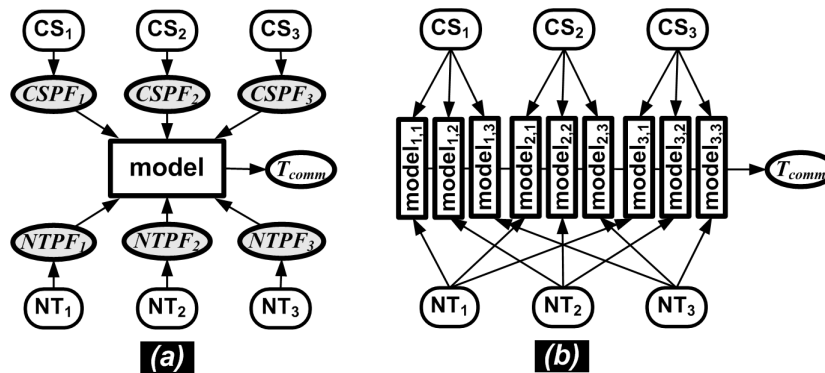 CS1 CS2 CS3
CSPF1 CSPF2 CSPF3
model Tcomm
NTPF1 NTPF2 NTPF3
NT1 NT2 NT3
(a)
CS1 CS2 CS3
model1,1 model1,2 model1,3 model2,1 model2,2 model2,3 model3,1 model3,2 model3,3 Tcomm
NT1 NT2 NT3
(b)